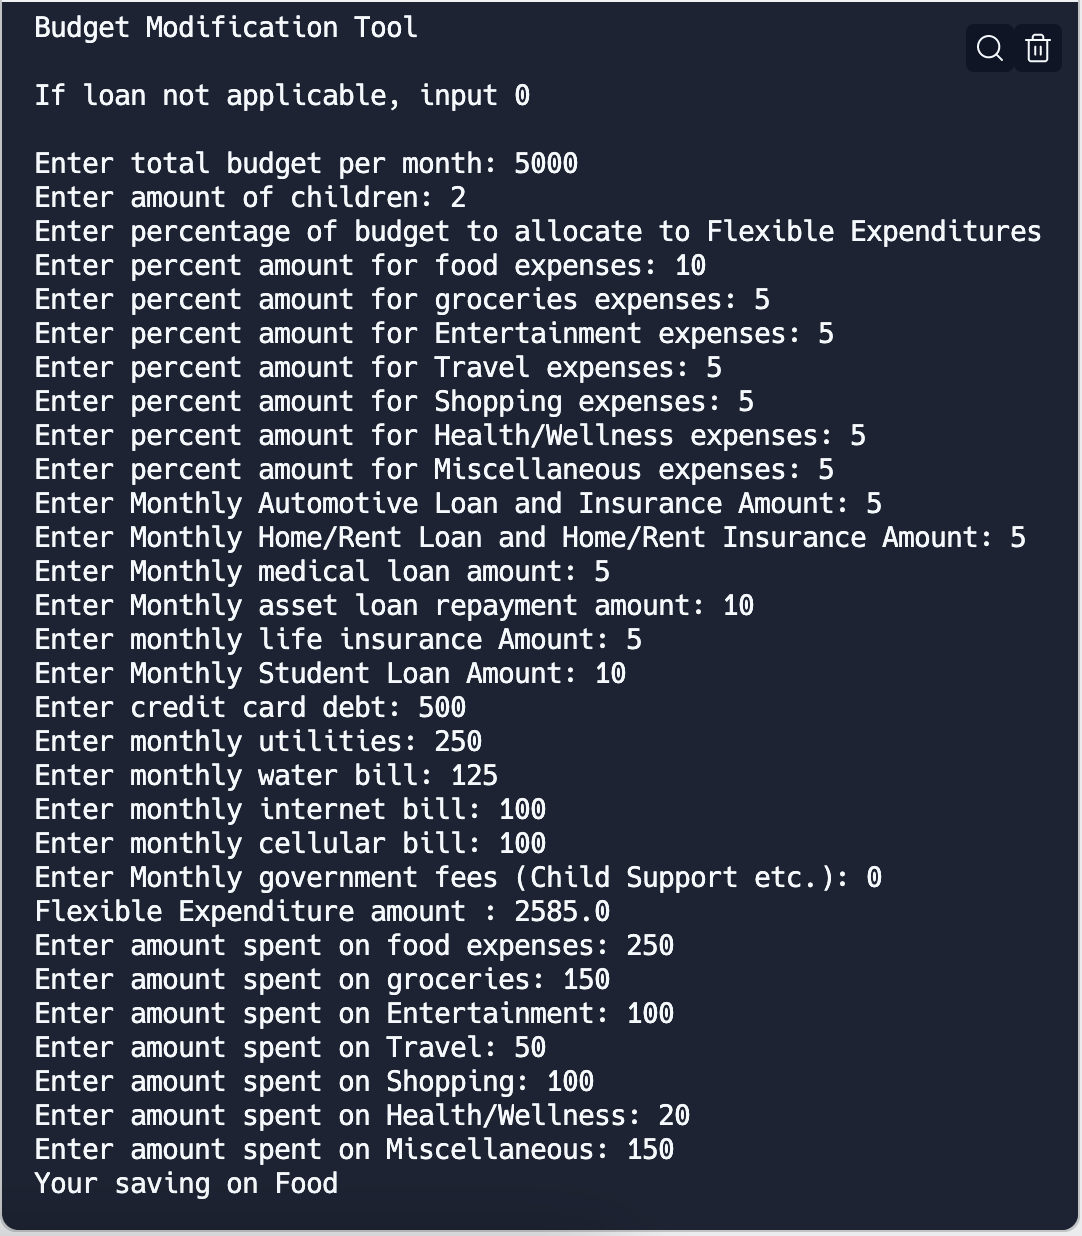 Budget Modification Tool
If loan not applicable, input 0
Enter total budget per month: 5000
Enter amount of children: 2
Enter percentage of budget to allocate to Flexible Expenditures
Enter percent amount for food expenses: 10
Enter percent amount for groceries expenses: 5
Enter percent amount for Entertainment expenses: 5
Enter percent amount for Travel expenses: 5
Enter percent amount for Shopping expenses: 5
Enter percent amount for Health/Wellness expenses: 5
Enter percent amount for Miscellaneous expenses: 5
Enter Monthly Automotive Loan and Insurance Amount: 5
Enter Monthly Home/Rent Loan and Home/Rent Insurance Amount: 5
Enter Monthly medical loan amount: 5
Enter Monthly asset loan repayment amount: 10
Enter monthly life insurance Amount: 5
Enter Monthly Student Loan Amount: 10
Enter credit card debt: 500
Enter monthly utilities: 250
Enter monthly water bill: 125
Enter monthly internet bill: 100
Enter monthly cellular bill: 100
Enter Monthly government fees (Child Support etc.): 0
Flexible Expenditure amount : 2585.0
Enter amount spent on food expenses: 250
Enter amount spent on groceries: 150
Enter amount spent on Entertainment: 100
Enter amount spent on Travel: 50
Enter amount spent on Shopping: 100
Enter amount spent on Health/Wellness: 20
Enter amount spent on Miscellaneous: 150
Your saving on Food